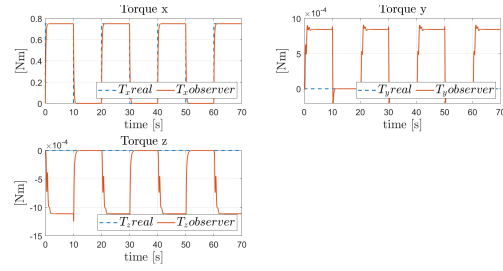 Torque x
0.8
0.6
0.4
0.2
0
[Nm]
T_x real T_x observer
0 10 20 30 40 50 60 70
time [s]
Torque y
×10^-4
10
5
0
[Nm]
T_y real T_y observer
0 10 20 30 40 50 60 70
time [s]
Torque z
×10^-4
0
-5
-10
-15
[Nm]
T_z real T_z observer
0 10 20 30 40 50 60 70
time [s]